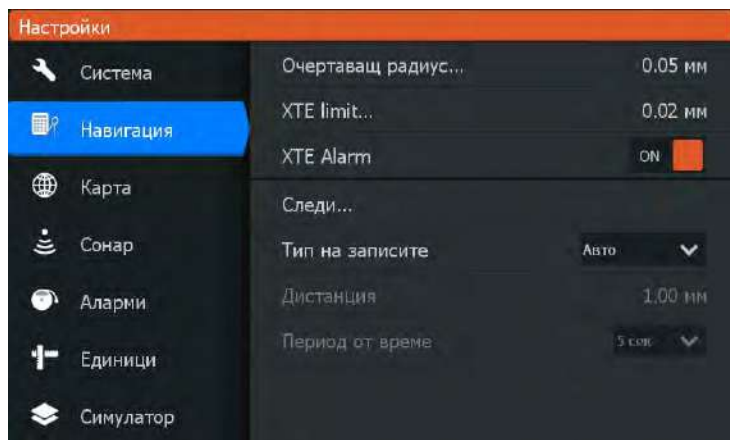 Настройки
Система
Навигация
Карта
Сонар
Аларми
Единици
Симулатор
Очертаващ радиус... 0.05 мм
XTE limit... 0.02 мм
XTE Alarm ON
Следи...
Тип на записите Авто
Дистанция 1.00 мм
Период от време 5 сек